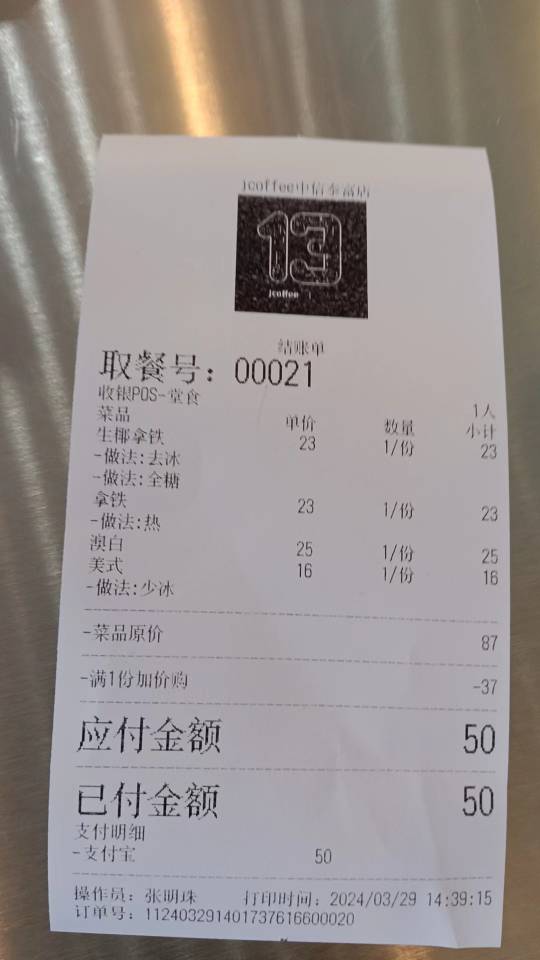 jcoffee中信泰富店
13
jcoffee
结账单
取餐号: 00021
收银POS-堂食 1人
菜品 单价 数量 小计
生椰拿铁 23 1/份 23
-做法:去冰
-做法:全糖
拿铁 23 1/份 23
-做法:热
澳白 25 1/份 25
美式 16 1/份 16
-做法:少冰
-菜品原价 87
-满1份加价购 -37
应付金额 50
已付金额 50
支付明细
-支付宝 50
操作员: 张明珠 打印时间: 2024/03/29 14:39:15
订单号: 112403291401737616600020